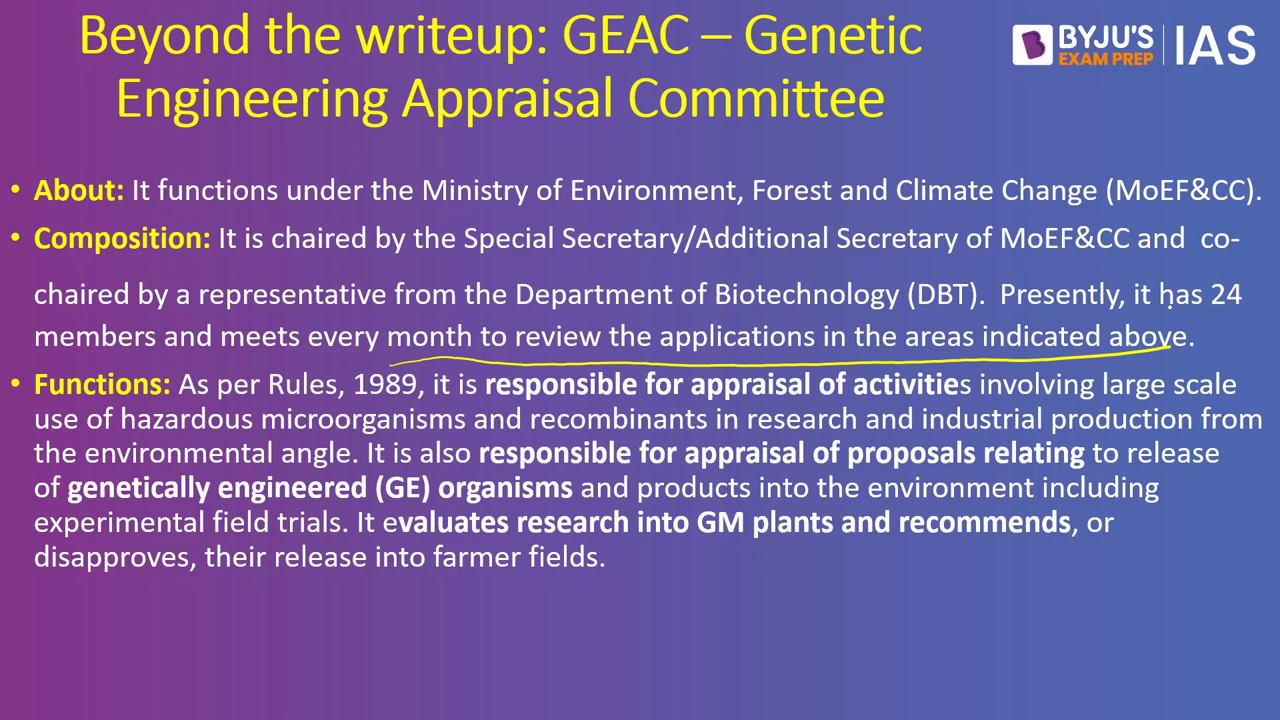 Beyond the writeup: GEAC – Genetic
Engineering Appraisal Committee
BYJU'S
EXAM PREP
IAS
• About: It functions under the Ministry of Environment, Forest and Climate Change (MoEF&CC).
• Composition: It is chaired by the Special Secretary/Additional Secretary of MoEF&CC and co-
chaired by a representative from the Department of Biotechnology (DBT). Presently, it has 24
members and meets every month to review the applications in the areas indicated above.
• Functions: As per Rules, 1989, it is responsible for appraisal of activities involving large scale
use of hazardous microorganisms and recombinants in research and industrial production from
the environmental angle. It is also responsible for appraisal of proposals relating to release
of genetically engineered (GE) organisms and products into the environment including
experimental field trials. It evaluates research into GM plants and recommends, or
disapproves, their release into farmer fields.